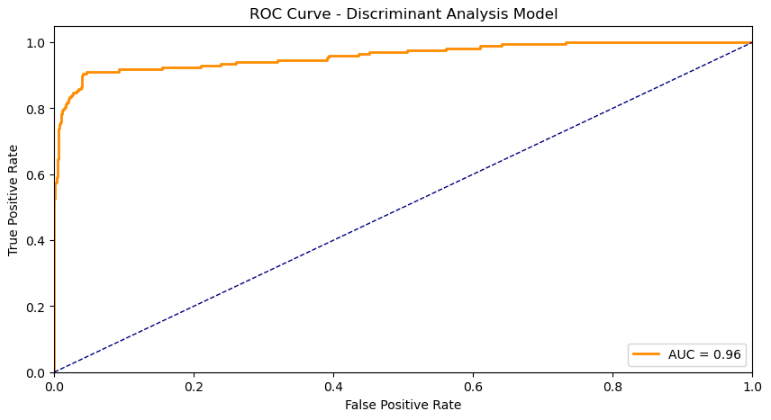 ROC Curve - Discriminant Analysis Model
1.0
0.8
0.6
0.4
0.2
0.0
True Positive Rate
AUC = 0.96
0.0 0.2 0.4 0.6 0.8 1.0
False Positive Rate